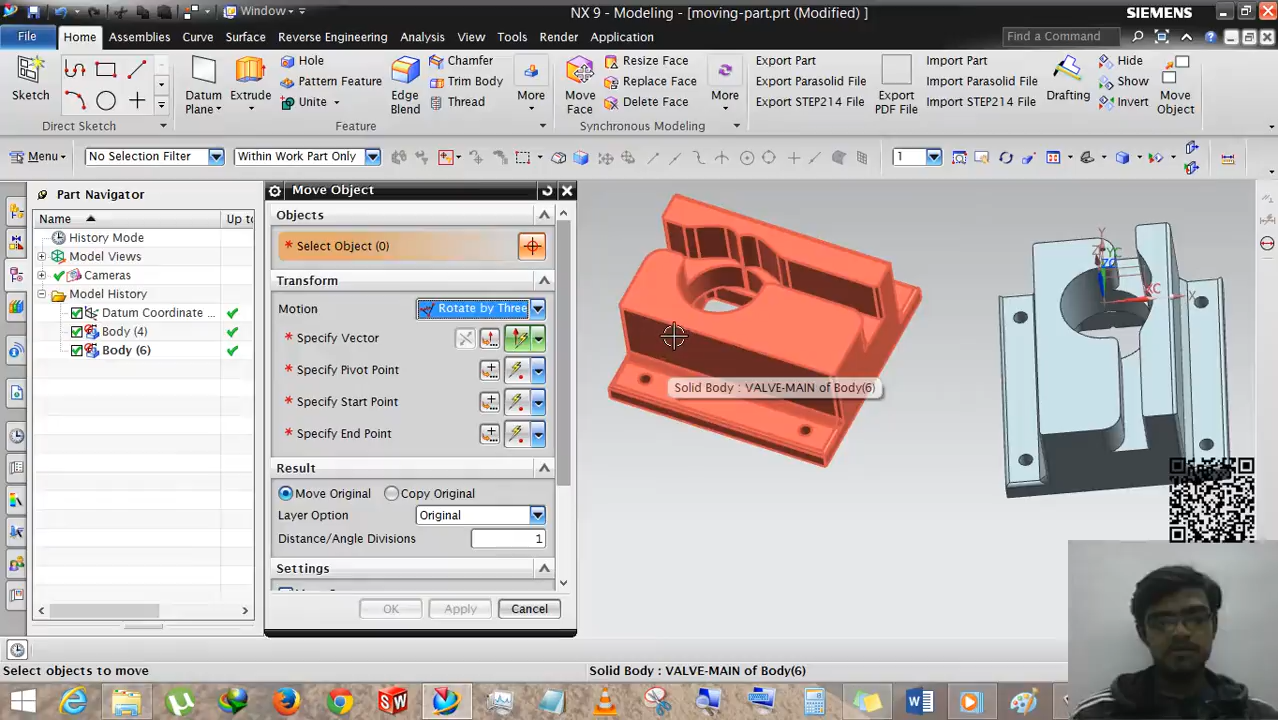 Window
NX 9 - Modeling - [moving-part.prt (Modified) ]
SIEMENS
File
Home
Assemblies
Curve
Surface
Reverse Engineering
Analysis
View
Tools
Render
Application
Find a Command
Sketch
Direct Sketch
Datum Plane
Extrude
Hole
Pattern Feature
Unite
Edge Blend
Chamfer
Trim Body
Thread
More
Feature
Move Face
Resize Face
Replace Face
Delete Face
More
Synchronous Modeling
Export Part
Export Parasolid File
Export STEP214 File
Export PDF File
Import Part
Import Parasolid File
Import STEP214 File
Drafting
Hide
Show
Invert
Move Object
Menu
No Selection Filter
Within Work Part Only
1
Part Navigator
Name
Up to
History Mode
Model Views
Cameras
Model History
Datum Coordinate ...
Body (4)
Body (6)
Move Object
Objects
* Select Object (0)
Transform
Motion
Rotate by Three
* Specify Vector
* Specify Pivot Point
* Specify Start Point
* Specify End Point
Result
Move Original
Copy Original
Layer Option
Original
Distance/Angle Divisions
1
Settings
OK
Apply
Cancel
Solid Body : VALVE-MAIN of Body(6)
Y
YC
XC
X
Select objects to move
Solid Body : VALVE-MAIN of Body(6)